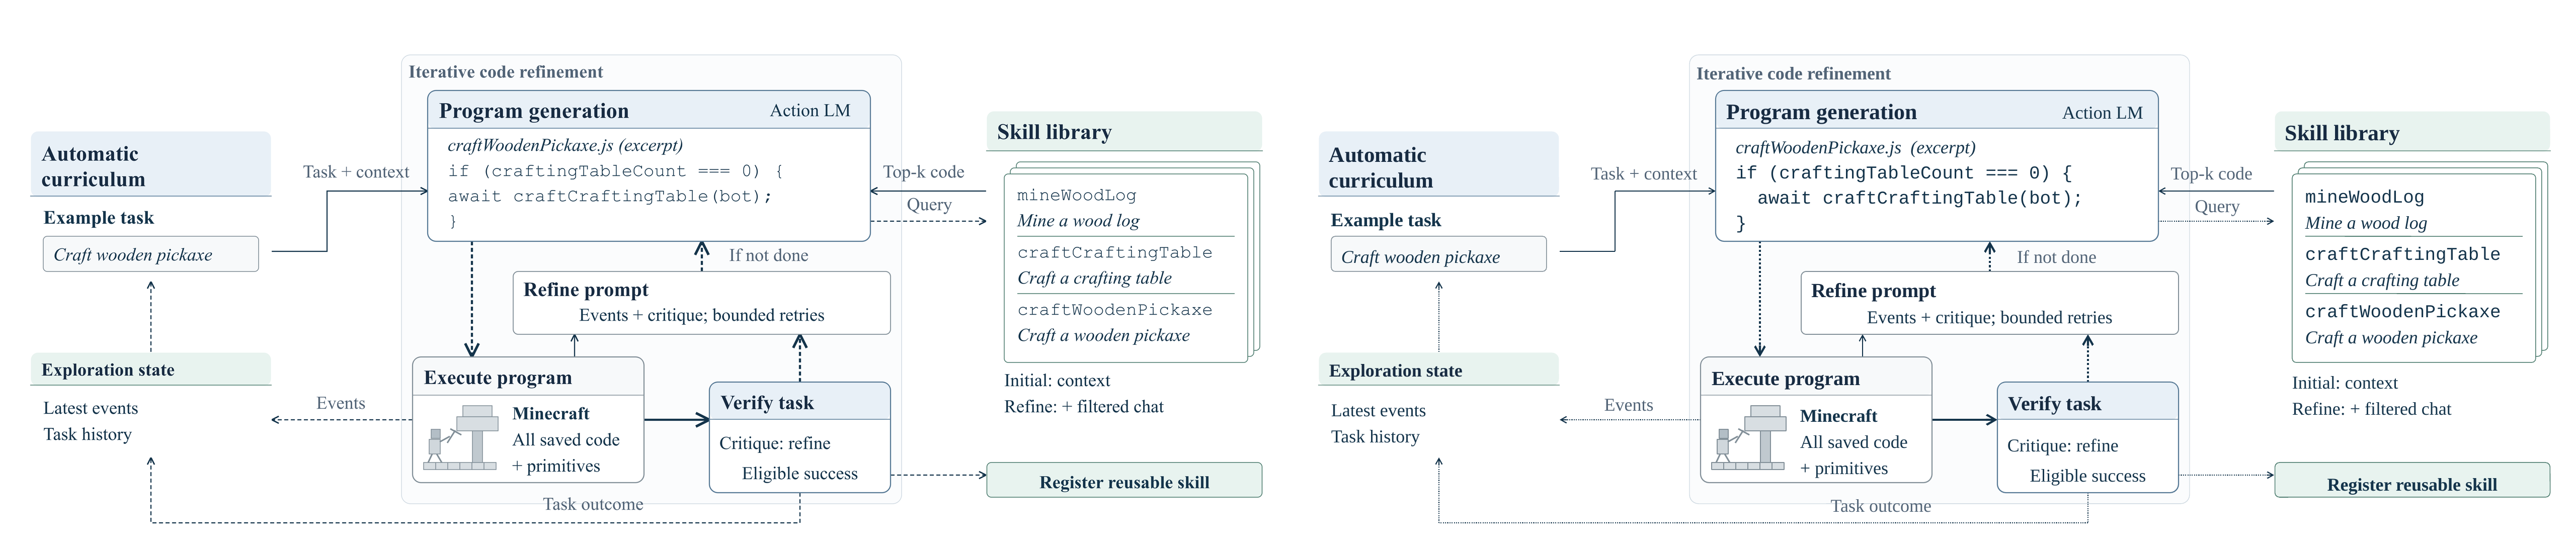 Iterative code refinement
Program generation
Action LM
craftWoodenPickaxe.js (excerpt)
if (craftingTableCount === 0) {
await craftCraftingTable(bot);
}
Automatic
curriculum
Example task
Craft wooden pickaxe
Task + context
Top-k code
Query
Skill library
mineWoodLog
Mine a wood log
craftCraftingTable
Craft a crafting table
craftWoodenPickaxe
Craft a wooden pickaxe
Initial: context
Refine: + filtered chat
If not done
Refine prompt
Events + critique; bounded retries
Exploration state
Latest events
Task history
Events
Execute program
Minecraft
All saved code
+ primitives
Verify task
Critique: refine
Eligible success
Register reusable skill
Task outcome
Iterative code refinement
Program generation
Action LM
craftWoodenPickaxe.js (excerpt)
if (craftingTableCount === 0) {
  await craftCraftingTable(bot);
}
Automatic
curriculum
Example task
Craft wooden pickaxe
Task + context
Top-k code
Query
Skill library
mineWoodLog
Mine a wood log
craftCraftingTable
Craft a crafting table
craftWoodenPickaxe
Craft a wooden pickaxe
Initial: context
Refine: + filtered chat
If not done
Refine prompt
Events + critique; bounded retries
Exploration state
Latest events
Task history
Events
Execute program
Minecraft
All saved code
+ primitives
Verify task
Critique: refine
Eligible success
Register reusable skill
Task outcome